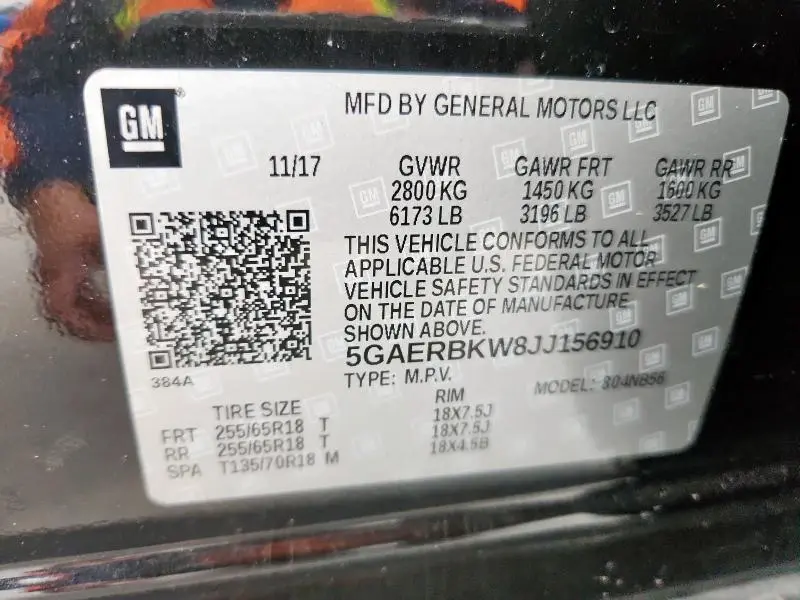 GM
MFD BY GENERAL MOTORS LLC
11/17 GVWR GAWR FRT GAWR RR
2800 KG 1450 KG 1600 KG
6173 LB 3196 LB 3527 LB
THIS VEHICLE CONFORMS TO ALL
APPLICABLE U.S. FEDERAL MOTOR
VEHICLE SAFETY STANDARDS IN EFFECT
ON THE DATE OF MANUFACTURE
SHOWN ABOVE.
5GAERBKW8JJ156910
384A
TYPE: M.P.V. MODEL: 804NB56
TIRE SIZE RIM
FRT 255/65R18 T 18X7.5J
RR 255/65R18 T 18X7.5J
SPA T135/70R18 M 18X4.5B